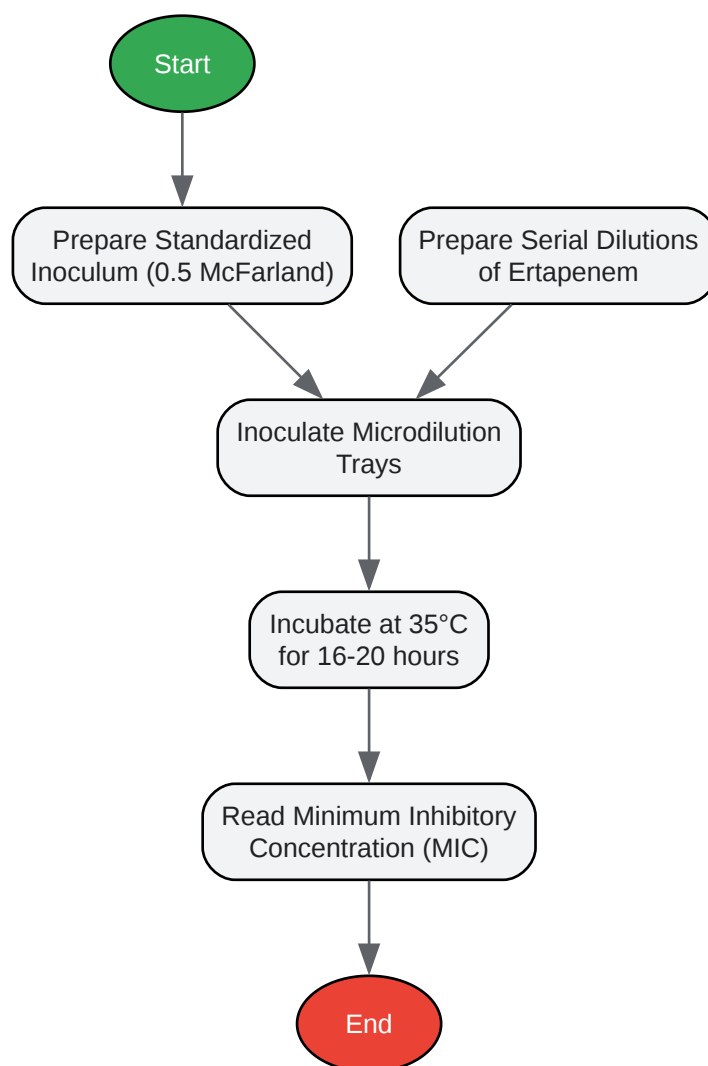 Start
Prepare Standardized
Inoculum (0.5 McFarland)
Prepare Serial Dilutions
of Ertapenem
Inoculate Microdilution
Trays
Incubate at 35°C
for 16-20 hours
Read Minimum Inhibitory
Concentration (MIC)
End